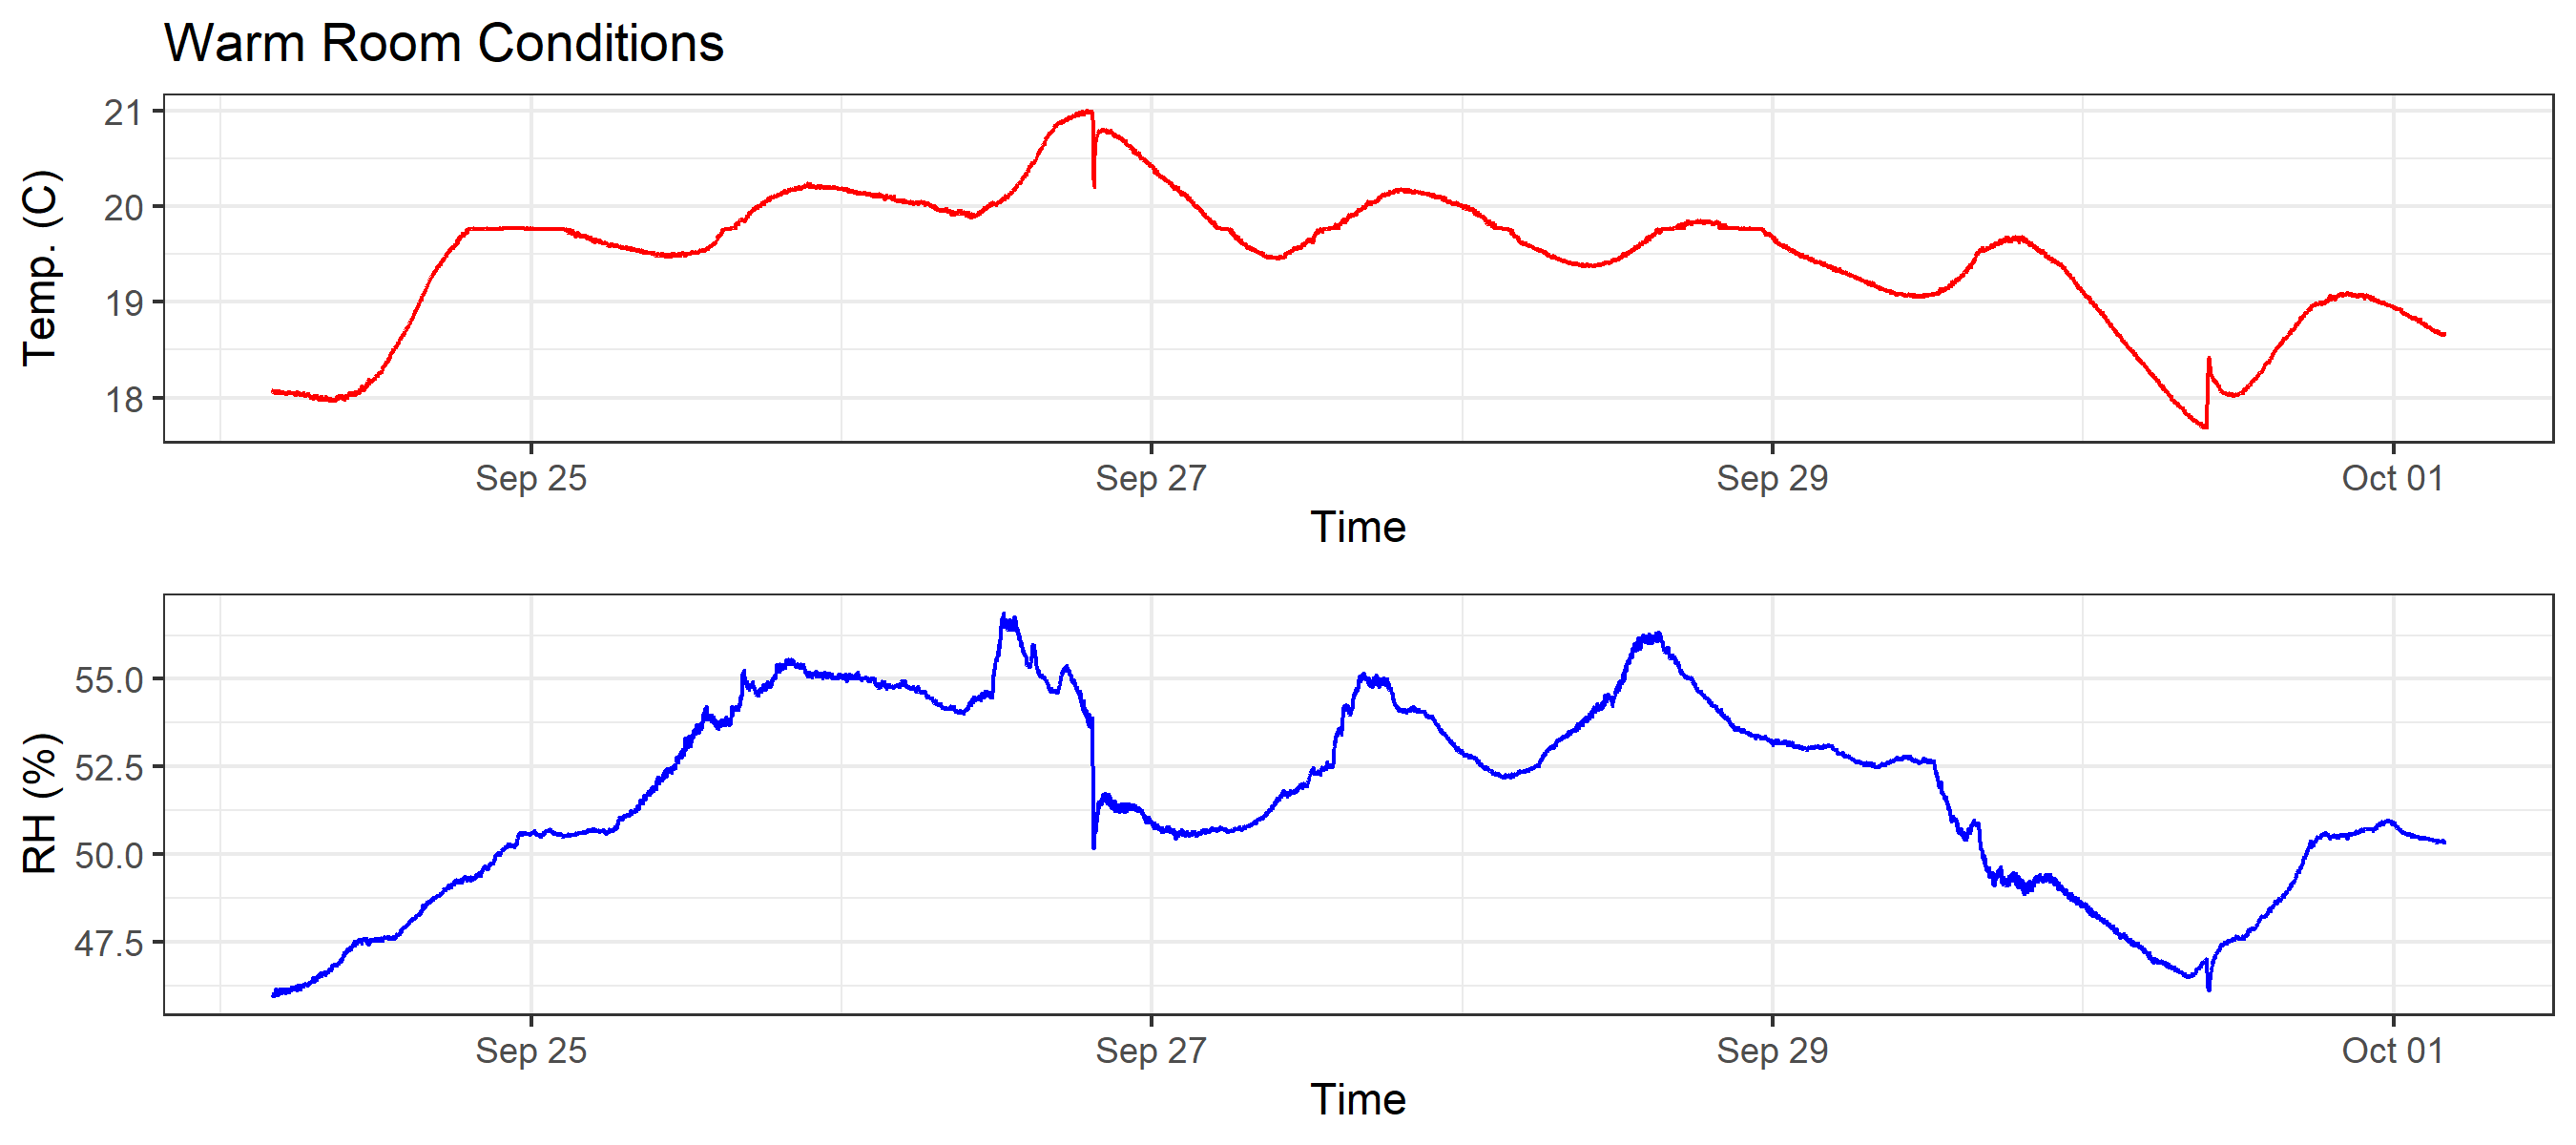 Warm Room Conditions
21
20
19
18
Temp. (C)
Sep 25 Sep 27 Sep 29 Oct 01
Time
55.0
52.5
50.0
47.5
RH (%)
Sep 25 Sep 27 Sep 29 Oct 01
Time